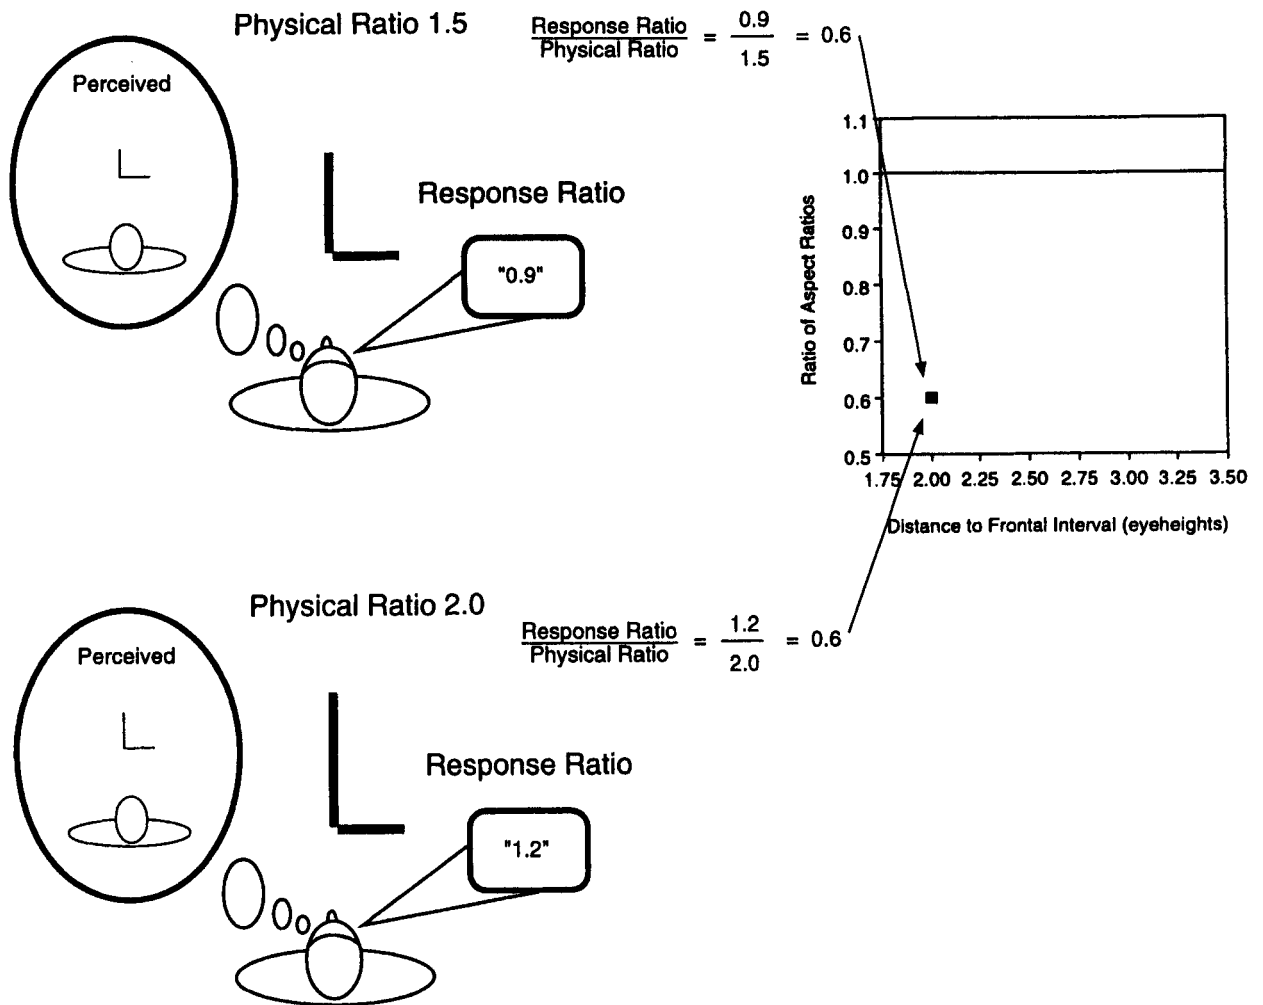 Physical Ratio 1.5
Response Ratio
Physical Ratio
=
0.9
1.5
= 0.6
Perceived
Response Ratio
"0.9"
1.1
1.0
0.9
0.8
0.7
0.6
0.5
Ratio of Aspect Ratios
1.75 2.00 2.25 2.50 2.75 3.00 3.25 3.50
Distance to Frontal Interval (eyeheights)
Physical Ratio 2.0
Response Ratio
Physical Ratio
=
1.2
2.0
= 0.6
Perceived
Response Ratio
"1.2"